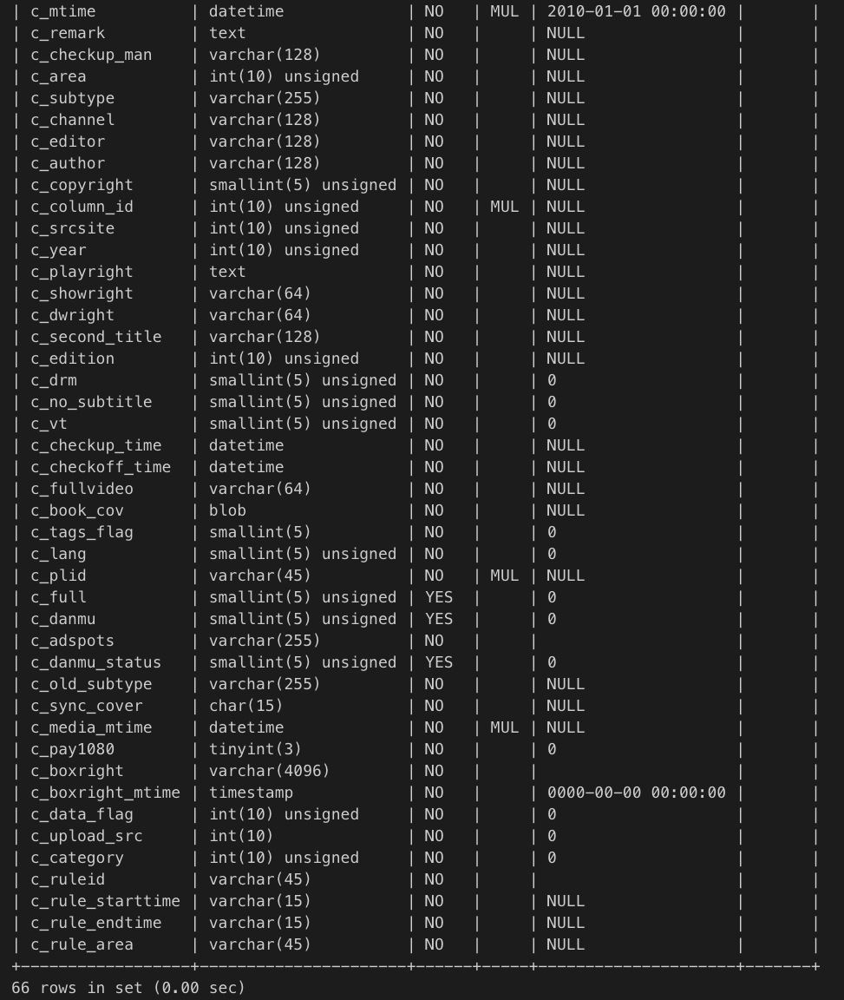 | c_mtime          | datetime             | NO   | MUL | 2010-01-01 00:00:00 |       |
| c_remark         | text                 | NO   |     | NULL                |       |
| c_checkup_man    | varchar(128)         | NO   |     | NULL                |       |
| c_area           | int(10) unsigned     | NO   |     | NULL                |       |
| c_subtype        | varchar(255)         | NO   |     | NULL                |       |
| c_channel        | varchar(128)         | NO   |     | NULL                |       |
| c_editor         | varchar(128)         | NO   |     | NULL                |       |
| c_author         | varchar(128)         | NO   |     | NULL                |       |
| c_copyright      | smallint(5) unsigned | NO   |     | NULL                |       |
| c_column_id      | int(10) unsigned     | NO   | MUL | NULL                |       |
| c_srcsite        | int(10) unsigned     | NO   |     | NULL                |       |
| c_year           | int(10) unsigned     | NO   |     | NULL                |       |
| c_playright      | text                 | NO   |     | NULL                |       |
| c_showright      | varchar(64)          | NO   |     | NULL                |       |
| c_dwright        | varchar(64)          | NO   |     | NULL                |       |
| c_second_title   | varchar(128)         | NO   |     | NULL                |       |
| c_edition        | int(10) unsigned     | NO   |     | NULL                |       |
| c_drm            | smallint(5) unsigned | NO   |     | 0                   |       |
| c_no_subtitle    | smallint(5) unsigned | NO   |     | 0                   |       |
| c_vt             | smallint(5) unsigned | NO   |     | 0                   |       |
| c_checkup_time   | datetime             | NO   |     | NULL                |       |
| c_checkoff_time  | datetime             | NO   |     | NULL                |       |
| c_fullvideo      | varchar(64)          | NO   |     | NULL                |       |
| c_book_cov       | blob                 | NO   |     | NULL                |       |
| c_tags_flag      | smallint(5)          | NO   |     | 0                   |       |
| c_lang           | smallint(5) unsigned | NO   |     | 0                   |       |
| c_plid           | varchar(45)          | NO   | MUL | NULL                |       |
| c_full           | smallint(5) unsigned | YES  |     | 0                   |       |
| c_danmu          | smallint(5) unsigned | YES  |     | 0                   |       |
| c_adspots        | varchar(255)         | NO   |     |                     |       |
| c_danmu_status   | smallint(5) unsigned | YES  |     | 0                   |       |
| c_old_subtype    | varchar(255)         | NO   |     | NULL                |       |
| c_sync_cover     | char(15)             | NO   |     | NULL                |       |
| c_media_mtime    | datetime             | NO   | MUL | NULL                |       |
| c_pay1080        | tinyint(3)           | NO   |     | 0                   |       |
| c_boxright       | varchar(4096)        | NO   |     |                     |       |
| c_boxright_mtime | timestamp            | NO   |     | 0000-00-00 00:00:00 |       |
| c_data_flag      | int(10) unsigned     | NO   |     | 0                   |       |
| c_upload_src     | int(10)              | NO   |     | 0                   |       |
| c_category       | int(10) unsigned     | NO   |     | 0                   |       |
| c_ruleid         | varchar(45)          | NO   |     |                     |       |
| c_rule_starttime | varchar(15)          | NO   |     | NULL                |       |
| c_rule_endtime   | varchar(15)          | NO   |     | NULL                |       |
| c_rule_area      | varchar(45)          | NO   |     | NULL                |       |
+------------------+----------------------+------+-----+---------------------+-------+
66 rows in set (0.00 sec)